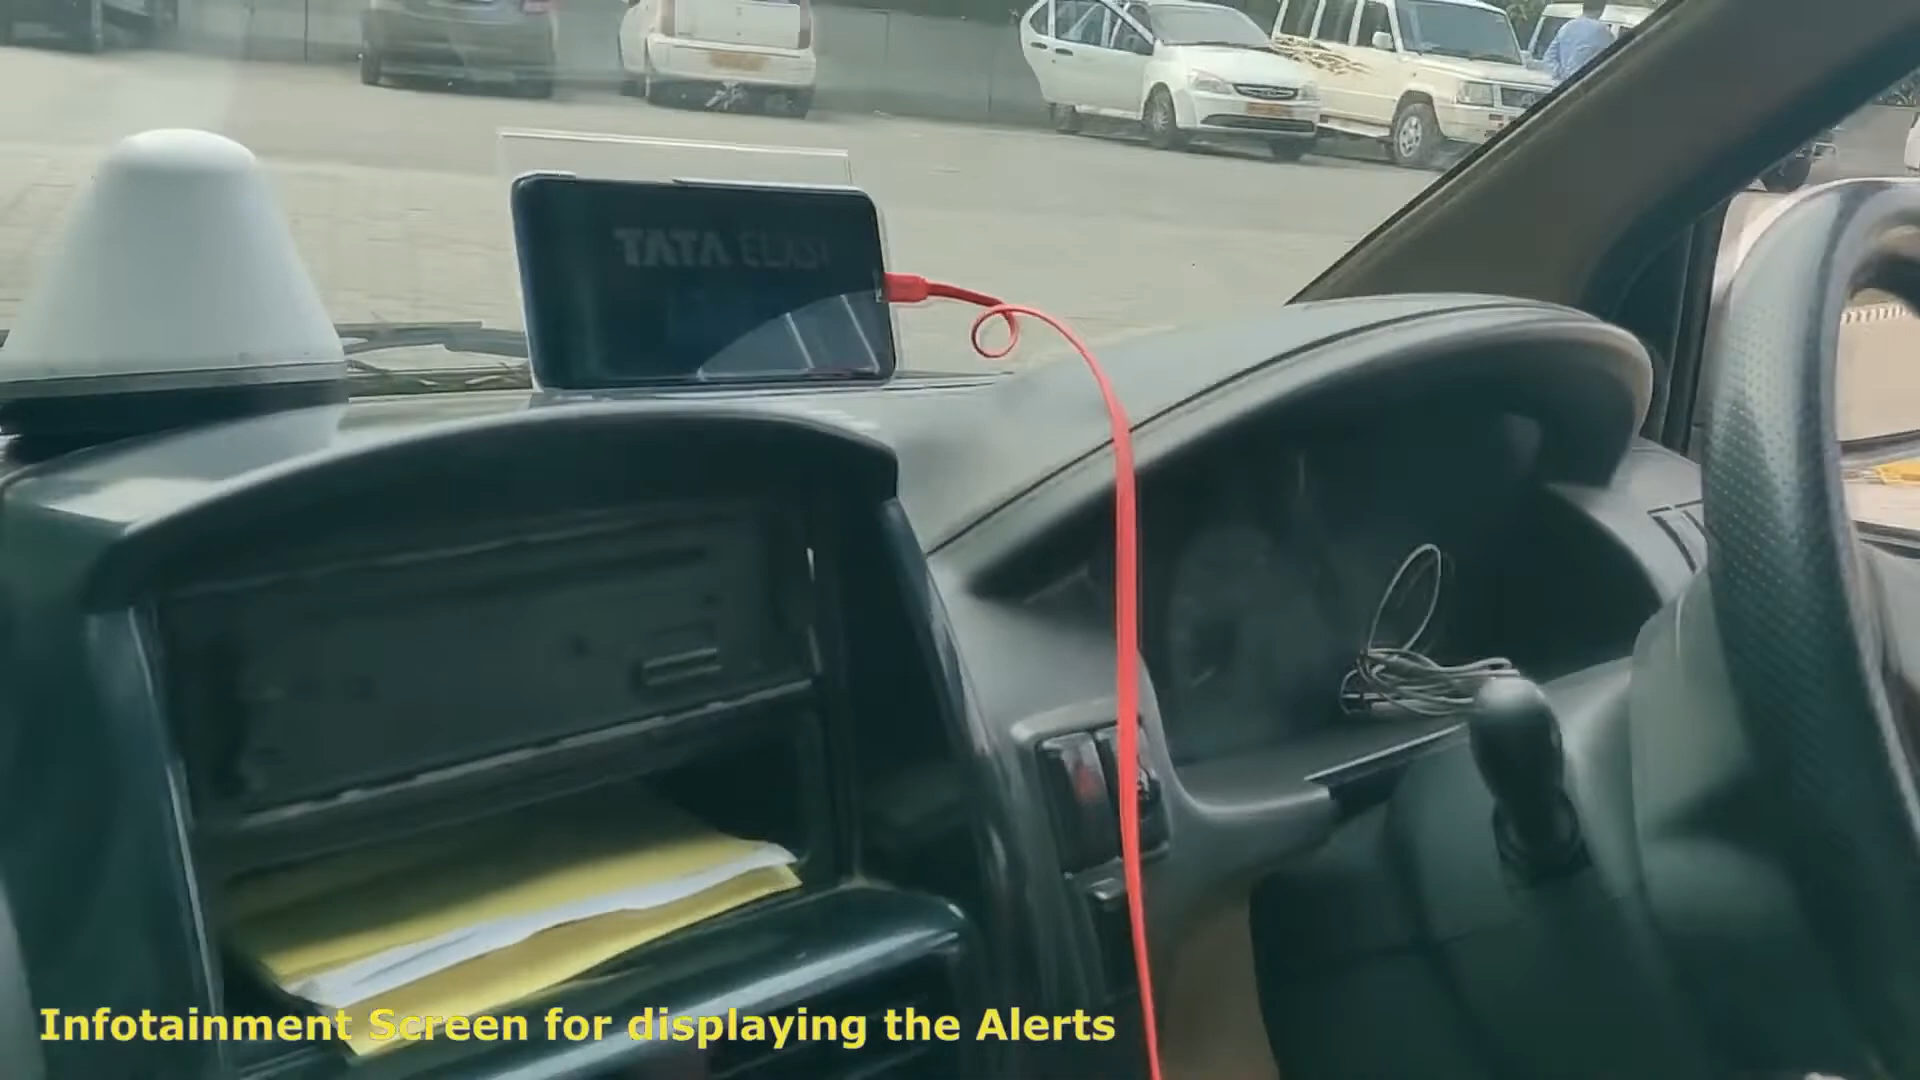 TATA ELXSI
Infotainment Screen for displaying the Alerts